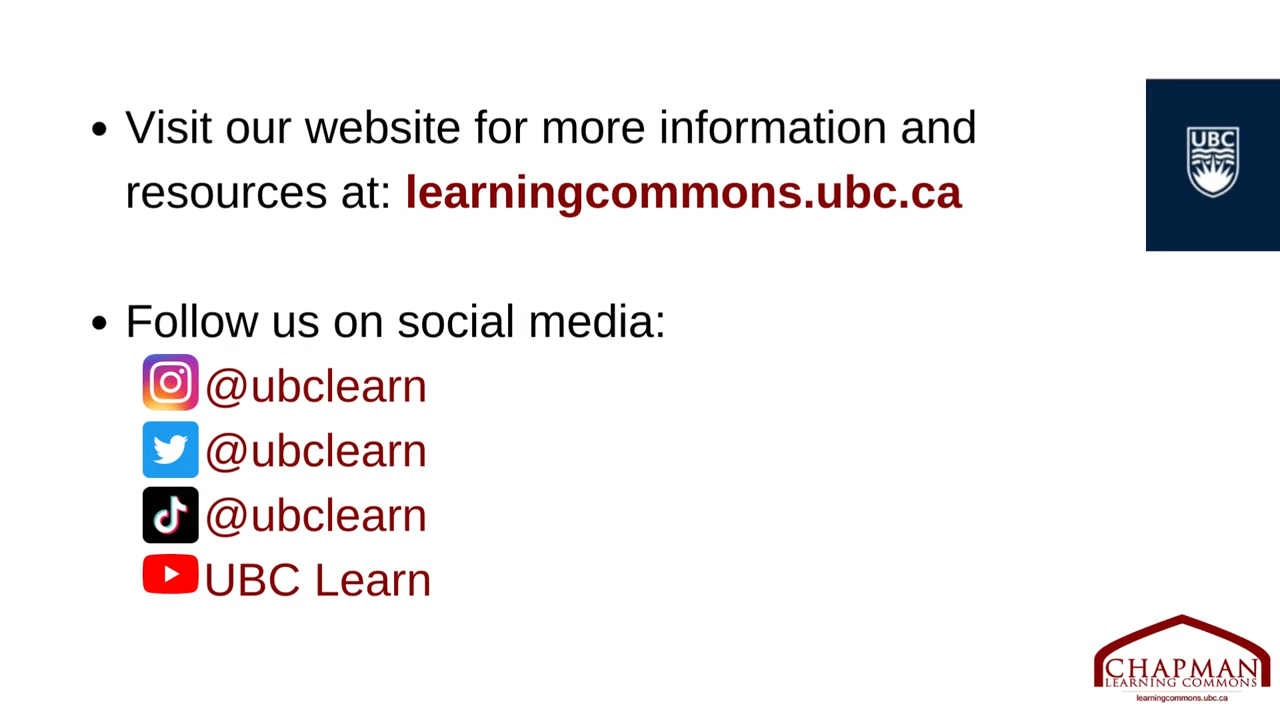 • Visit our website for more information and
resources at: learningcommons.ubc.ca
UBC
• Follow us on social media:
@ubclearn
@ubclearn
@ubclearn
UBC Learn
CHAPMAN
LEARNING COMMONS
learningcommons.ubc.ca